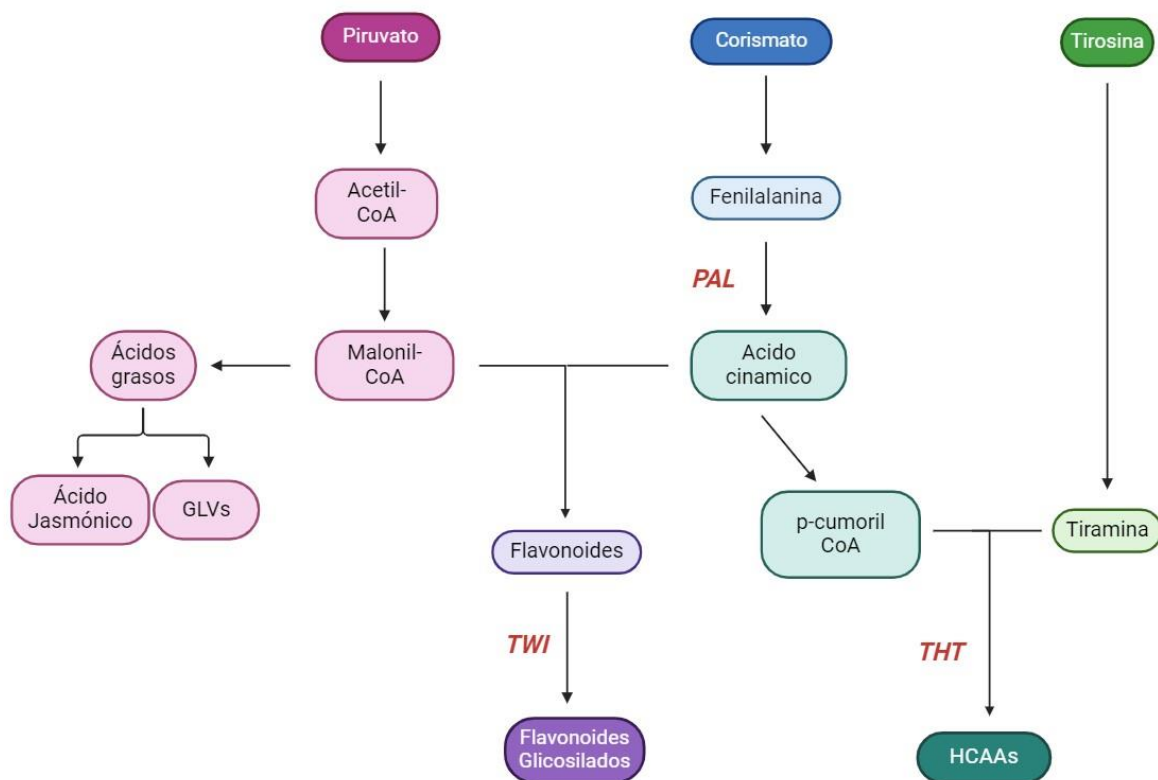 Piruvato
Corismato
Tirosina
Acetil-
CoA
Fenilalanina
PAL
Ácidos
grasos
Malonil-
CoA
Acido
cinamico
Ácido
Jasmónico
GLVs
Flavonoides
p-cumoril
CoA
Tiramina
TWI
THT
Flavonoides
Glicosilados
HCAAs